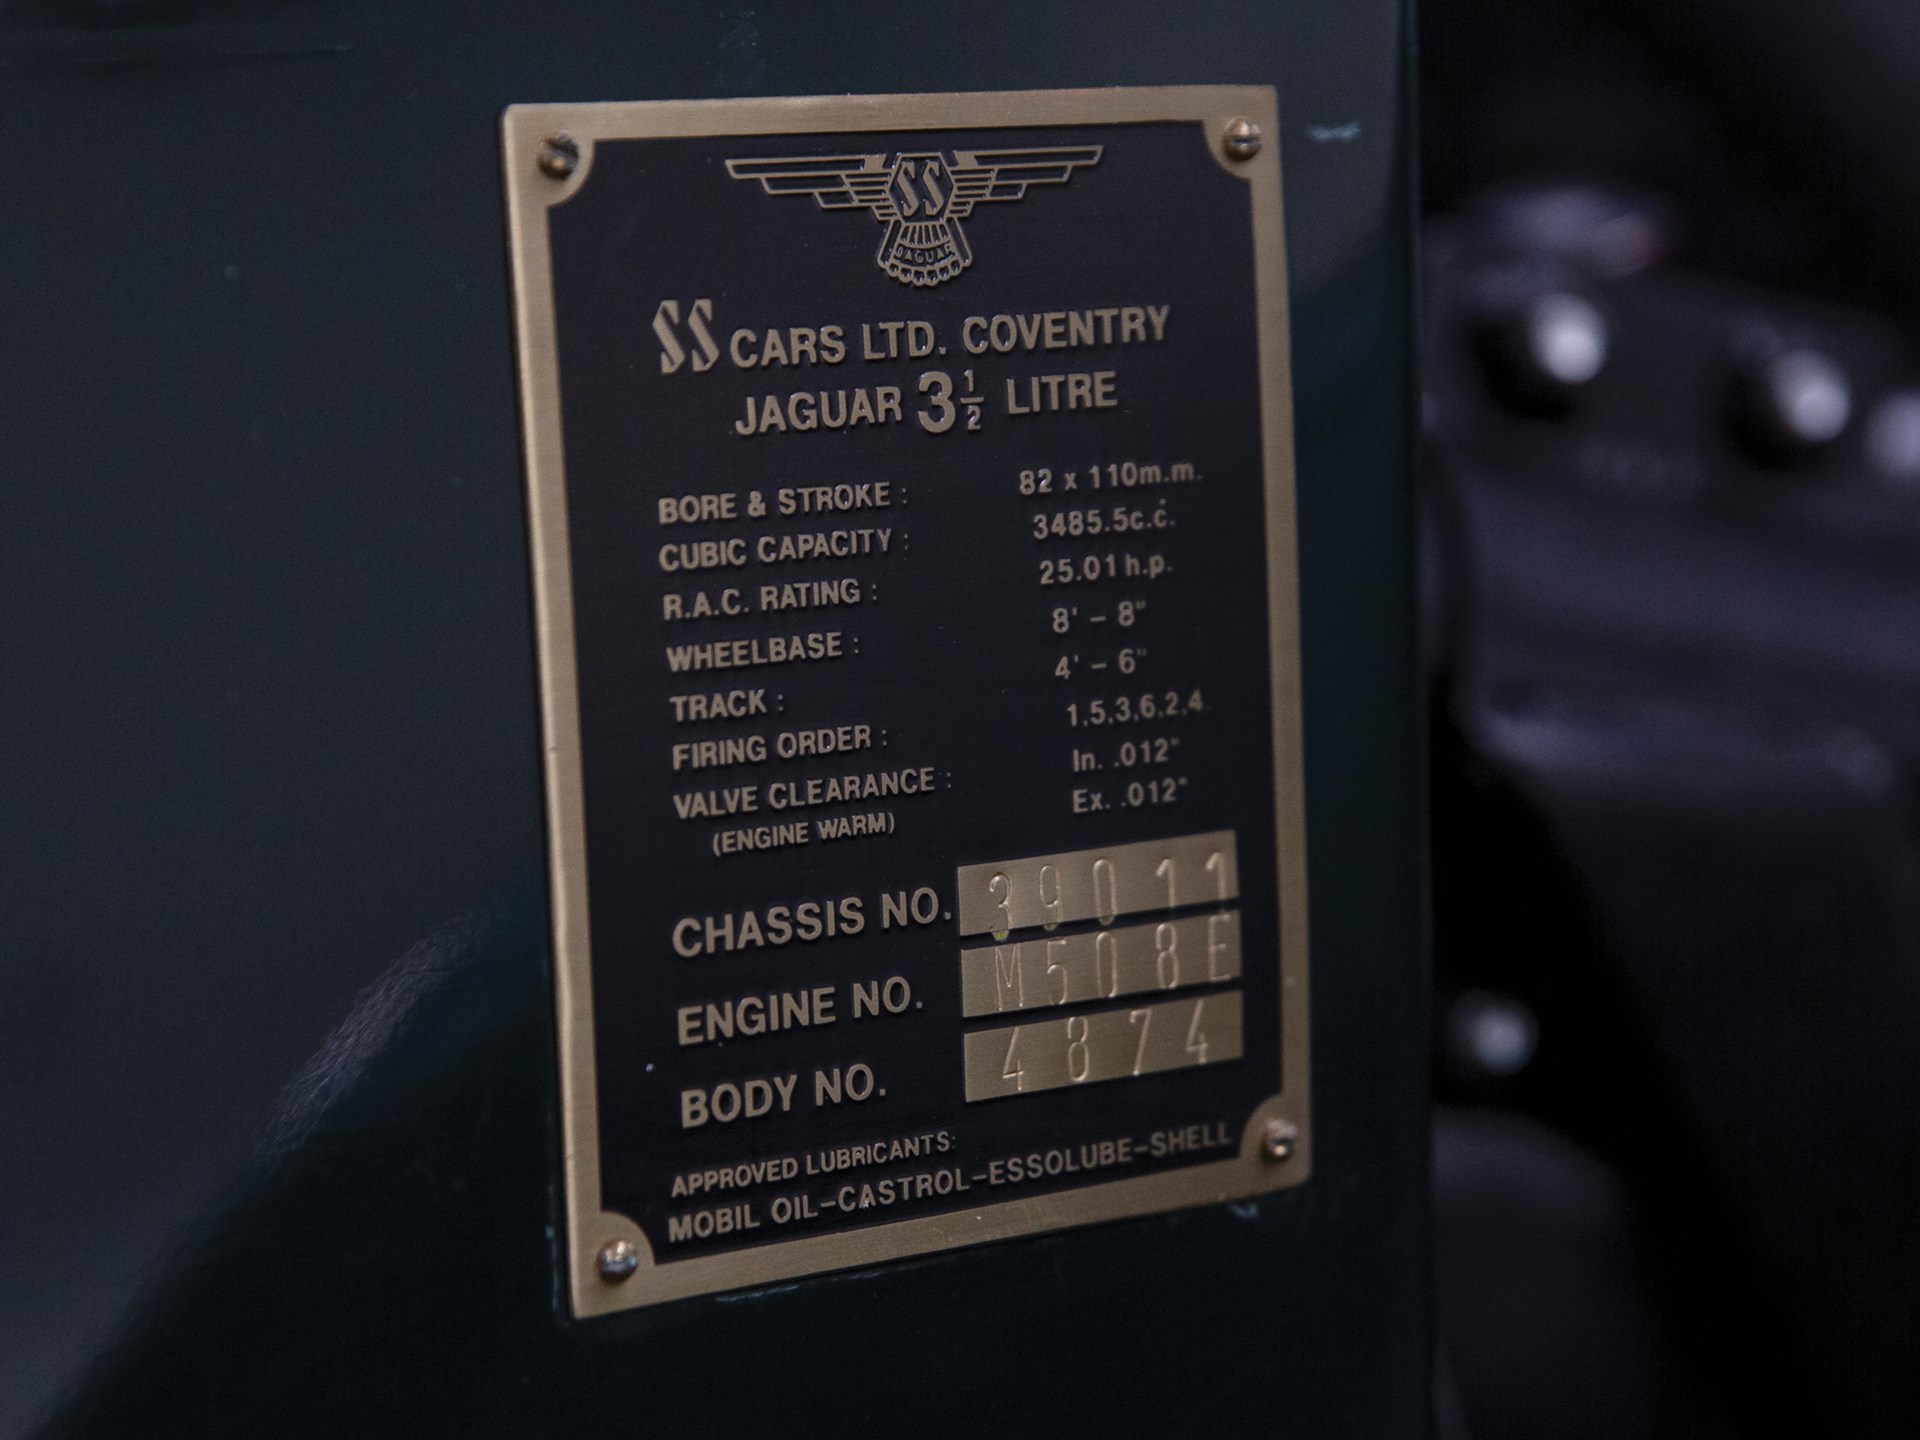 SS
JAGUAR
SS CARS LTD. COVENTRY
JAGUAR 3½ LITRE
BORE & STROKE : 82 x 110m.m.
CUBIC CAPACITY : 3485.5c.c.
R.A.C. RATING : 25.01 h.p.
WHEELBASE : 8' – 8"
TRACK : 4' – 6"
FIRING ORDER : 1,5,3,6,2,4.
VALVE CLEARANCE : In. .012"
(ENGINE WARM) Ex. .012"
CHASSIS NO. 39011
ENGINE NO. M508E
BODY NO. 4874
APPROVED LUBRICANTS:
MOBIL OIL–CASTROL–ESSOLUBE–SHELL